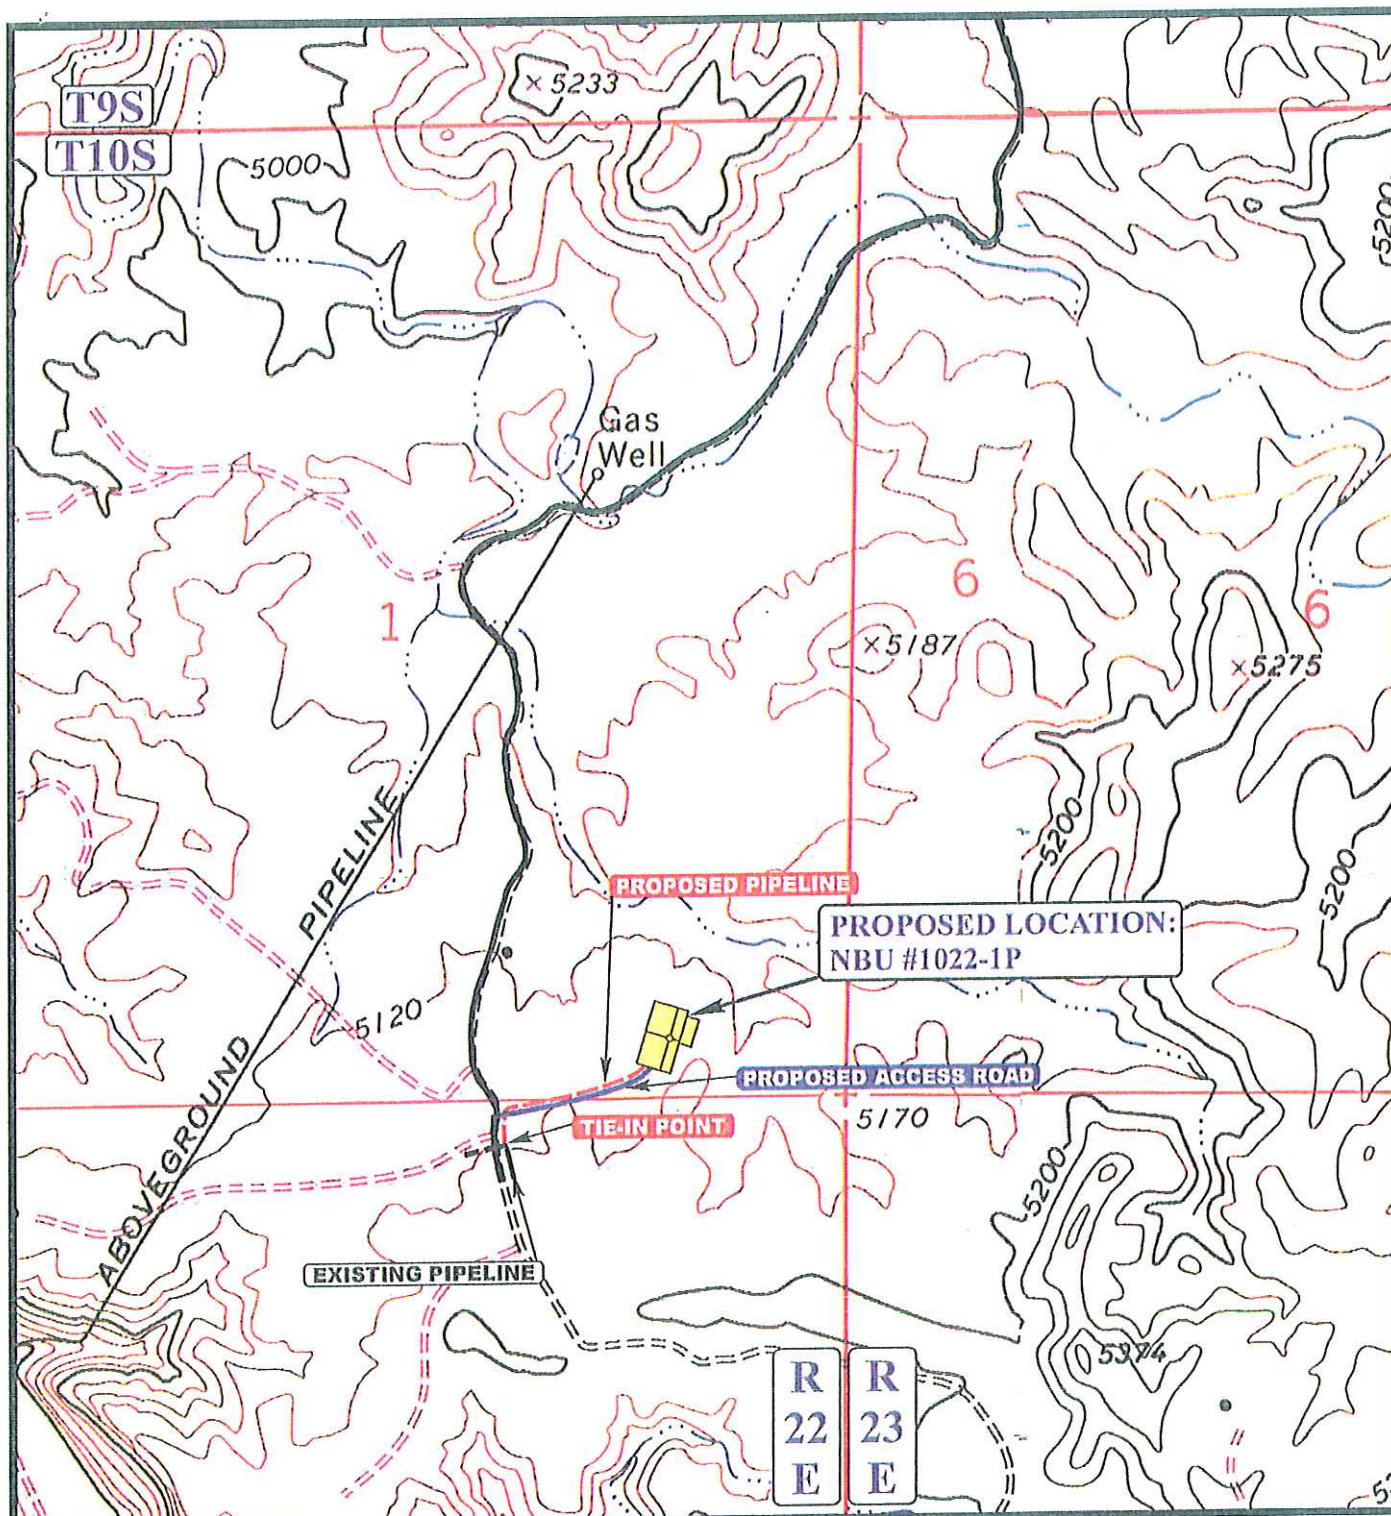 T9S
× 5233
T10S
5000
5200
Gas
Well
6
1
6
×5187
×5275
5200
5200
PIPELINE
PROPOSED PIPELINE
PROPOSED LOCATION:
NBU #1022-1P
5120
ABOVEGROUND
PROPOSED ACCESS ROAD
5170
TIE-IN POINT
5200
EXISTING PIPELINE
5374
R
22
E
R
23
E